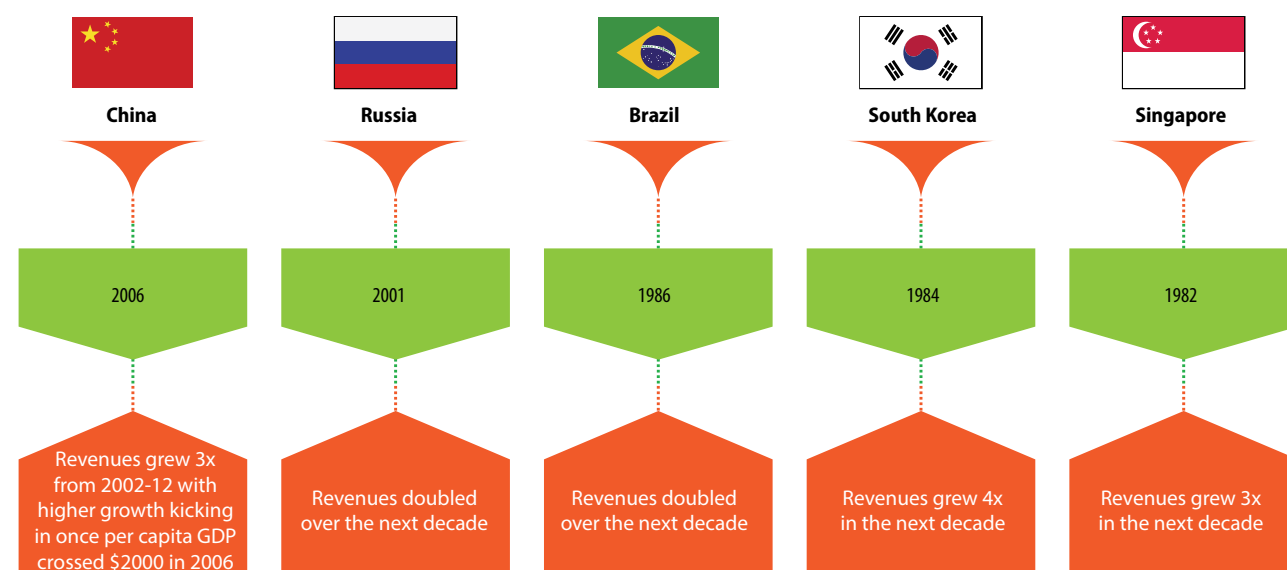 China
Russia
Brazil
South Korea
Singapore
2006
2001
1986
1984
1982
Revenues grew 3x
from 2002-12 with
higher growth kicking
in once per capita GDP
crossed $2000 in 2006
Revenues doubled
over the next decade
Revenues doubled
over the next decade
Revenues grew 4x
in the next decade
Revenues grew 3x
in the next decade